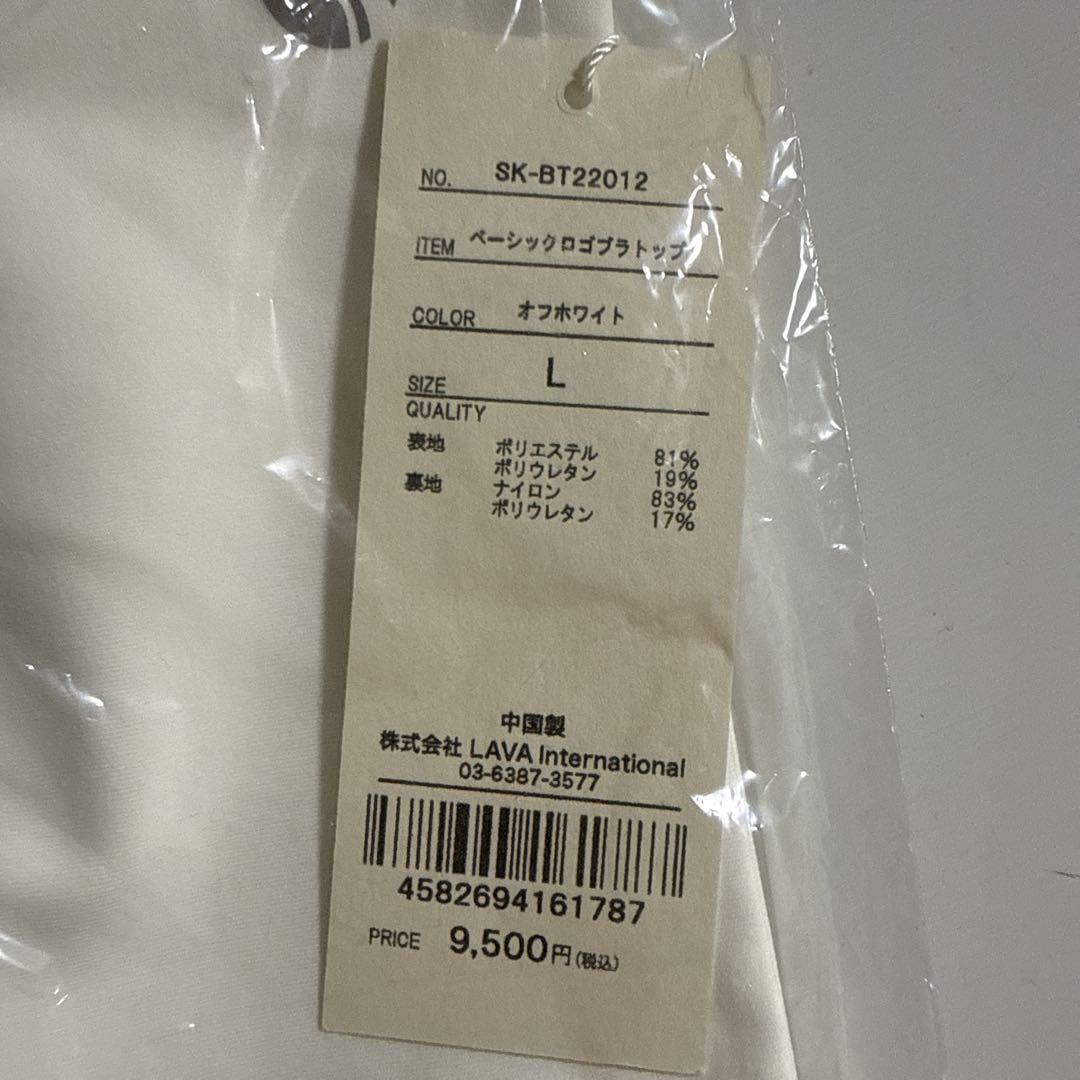 NO. SK-BT22012
ITEM ベーシックロゴブラトップ
COLOR オフホワイト
SIZE L
QUALITY
表地 ポリエステル 81%
ポリウレタン 19%
裏地 ナイロン 83%
ポリウレタン 17%
中国製
株式会社 LAVA International
03-6387-3577
4582694161787
PRICE 9,500円(税込)